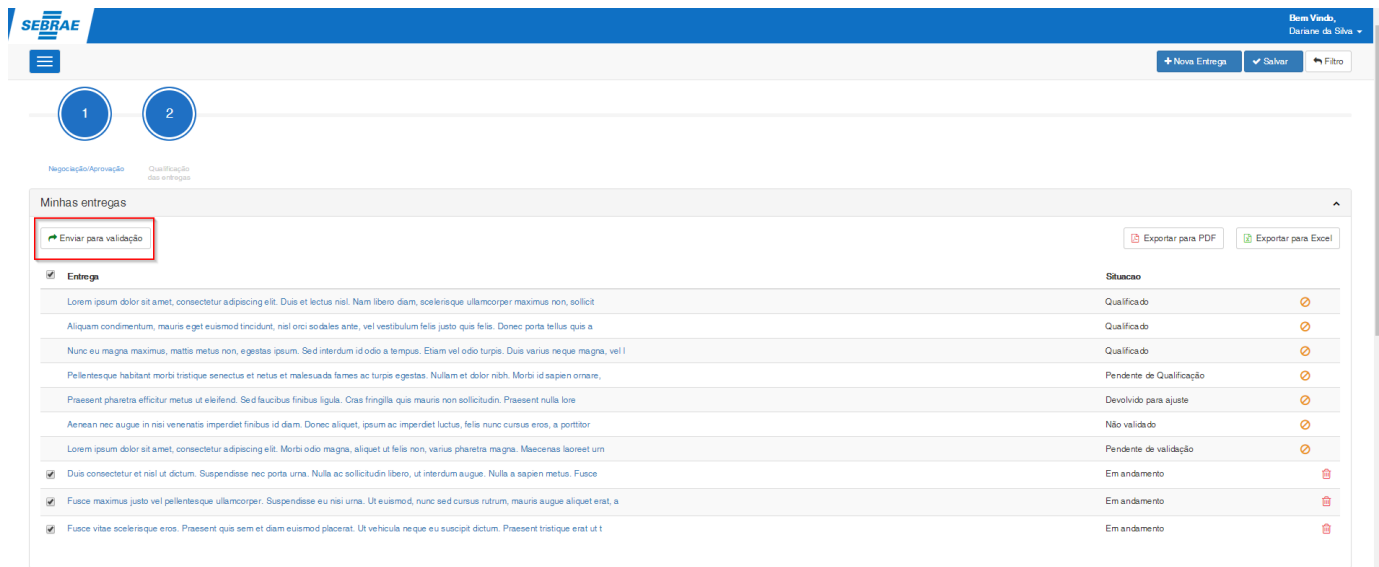 SEBRAE
Bem Vindo,
Dariane da Silva
Nova Entrega
Salvar
Filtro
1
2
Negociação/Aprovação
Qualificação
das entregas
Minhas entregas
Enviar para validação
Exportar para PDF
Exportar para Excel
Entrega Situacao
Lorem ipsum dolor sit amet, consectetur adipiscing elit. Duis et lectus nisl. Nam libero diam, scelerisque ullamcorper maximus non, sollicit Qualificado
Aliquam condimentum, mauris eget euismod tincidunt, nisl orci sodales ante, vel vestibulum felis justo quis felis. Donec porta tellus quis a Qualificado
Nunc eu magna maximus, mattis metus non, egestas ipsum. Sed interdum id odio a tempus. Etiam vel odio turpis. Duis varius neque magna, vel l Qualificado
Pellentesque habitant morbi tristique senectus et netus et malesuada fames ac turpis egestas. Nullam et dolor nibh. Morbi id sapien ornare, Pendente de Qualificação
Praesent pharetra efficitur metus ut eleifend. Sed faucibus finibus ligula. Cras fringilla quis mauris non sollicitudin. Praesent nulla lore Devolvido para ajuste
Aenean nec augue in nisi venenatis imperdiet finibus id diam. Donec aliquet, ipsum ac imperdiet luctus, felis nunc cursus eros, a porttitor Não validado
Lorem ipsum dolor sit amet, consectetur adipiscing elit. Morbi odio magna, aliquet ut felis non, varius pharetra magna. Maecenas laoreet urn Pendente de validação
Duis consectetur et nisl ut dictum. Suspendisse nec porta urna. Nulla ac sollicitudin libero, ut interdum augue. Nulla a sapien metus. Fusce Em andamento
Fusce maximus justo vel pellentesque ullamcorper. Suspendisse eu nisi urna. Ut euismod, nunc sed cursus rutrum, mauris augue aliquet erat, a Em andamento
Fusce vitae scelerisque eros. Praesent quis sem et diam euismod placerat. Ut vehicula neque eu suscipit dictum. Praesent tristique erat ut t Em andamento